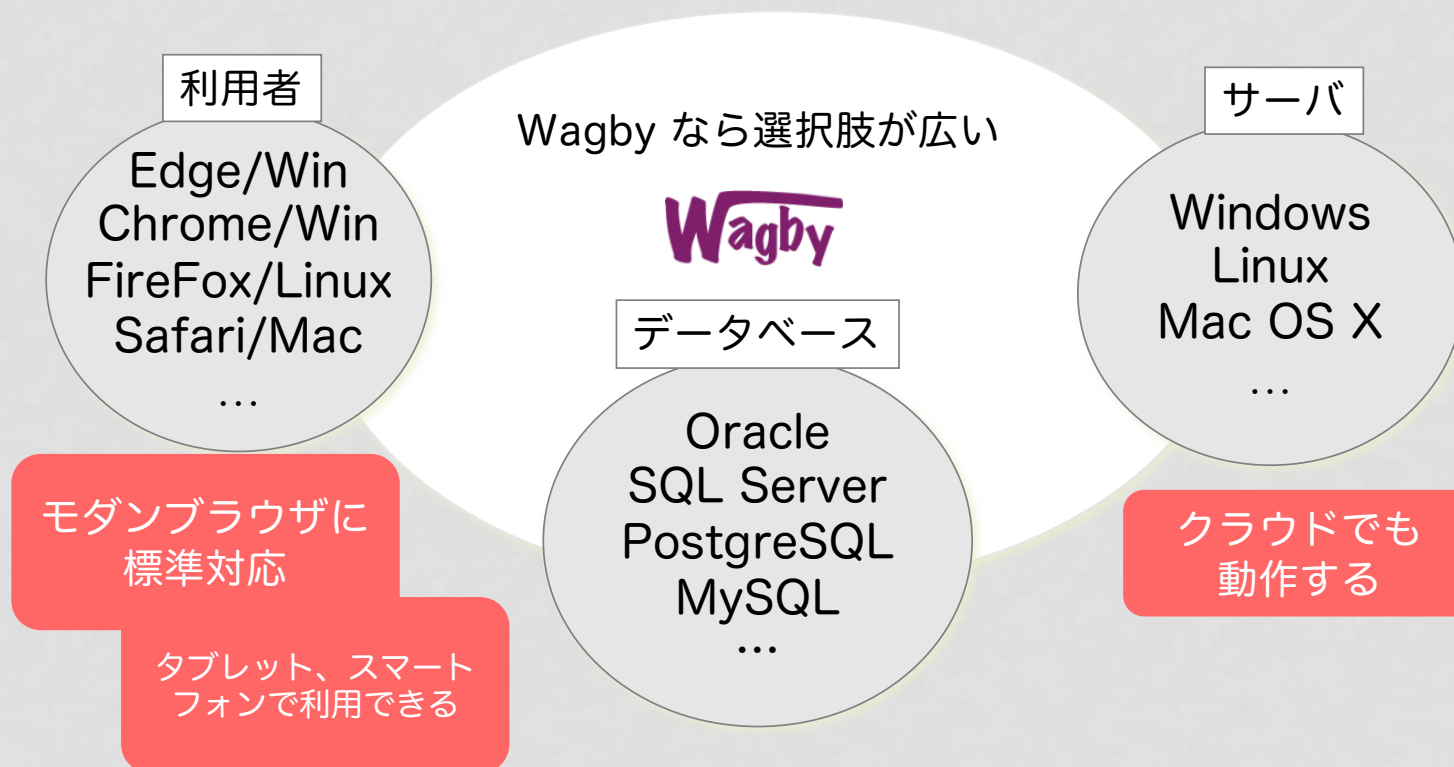 利用者
Edge/Win
Chrome/Win
FireFox/Linux
Safari/Mac
…
モダンブラウザに
標準対応
タブレット、スマート
フォンで利用できる
Wagby なら選択肢が広い
Wagby
データベース
Oracle
SQL Server
PostgreSQL
MySQL
…
サーバ
Windows
Linux
Mac OS X
…
クラウドでも
動作する